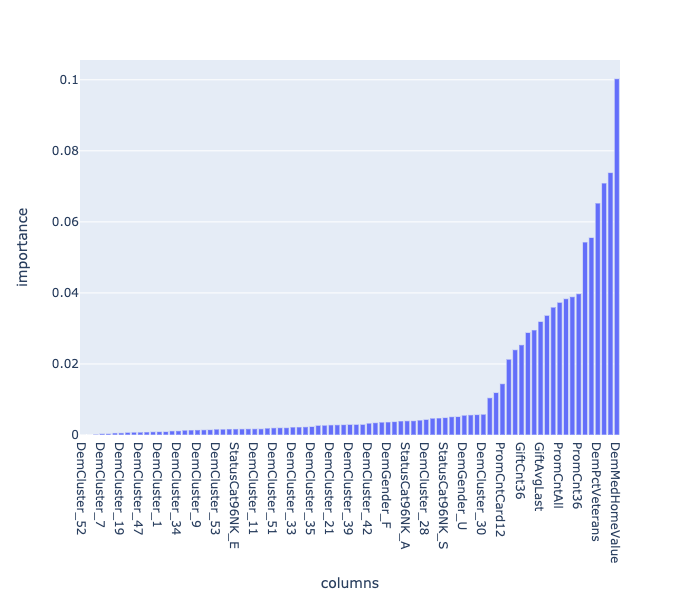 0.1
0.08
0.06
0.04
0.02
0
importance
DemCluster_52
DemCluster_7
DemCluster_19
DemCluster_47
DemCluster_1
DemCluster_34
DemCluster_9
DemCluster_53
StatusCat96NK_E
DemCluster_11
DemCluster_51
DemCluster_33
DemCluster_35
DemCluster_21
DemCluster_39
DemCluster_42
DemGender_F
StatusCat96NK_A
DemCluster_28
StatusCat96NK_S
DemGender_U
DemCluster_30
PromCntCard12
GiftCnt36
GiftAvgLast
PromCntAll
PromCnt36
DemPctVeterans
DemMedHomeValue
columns